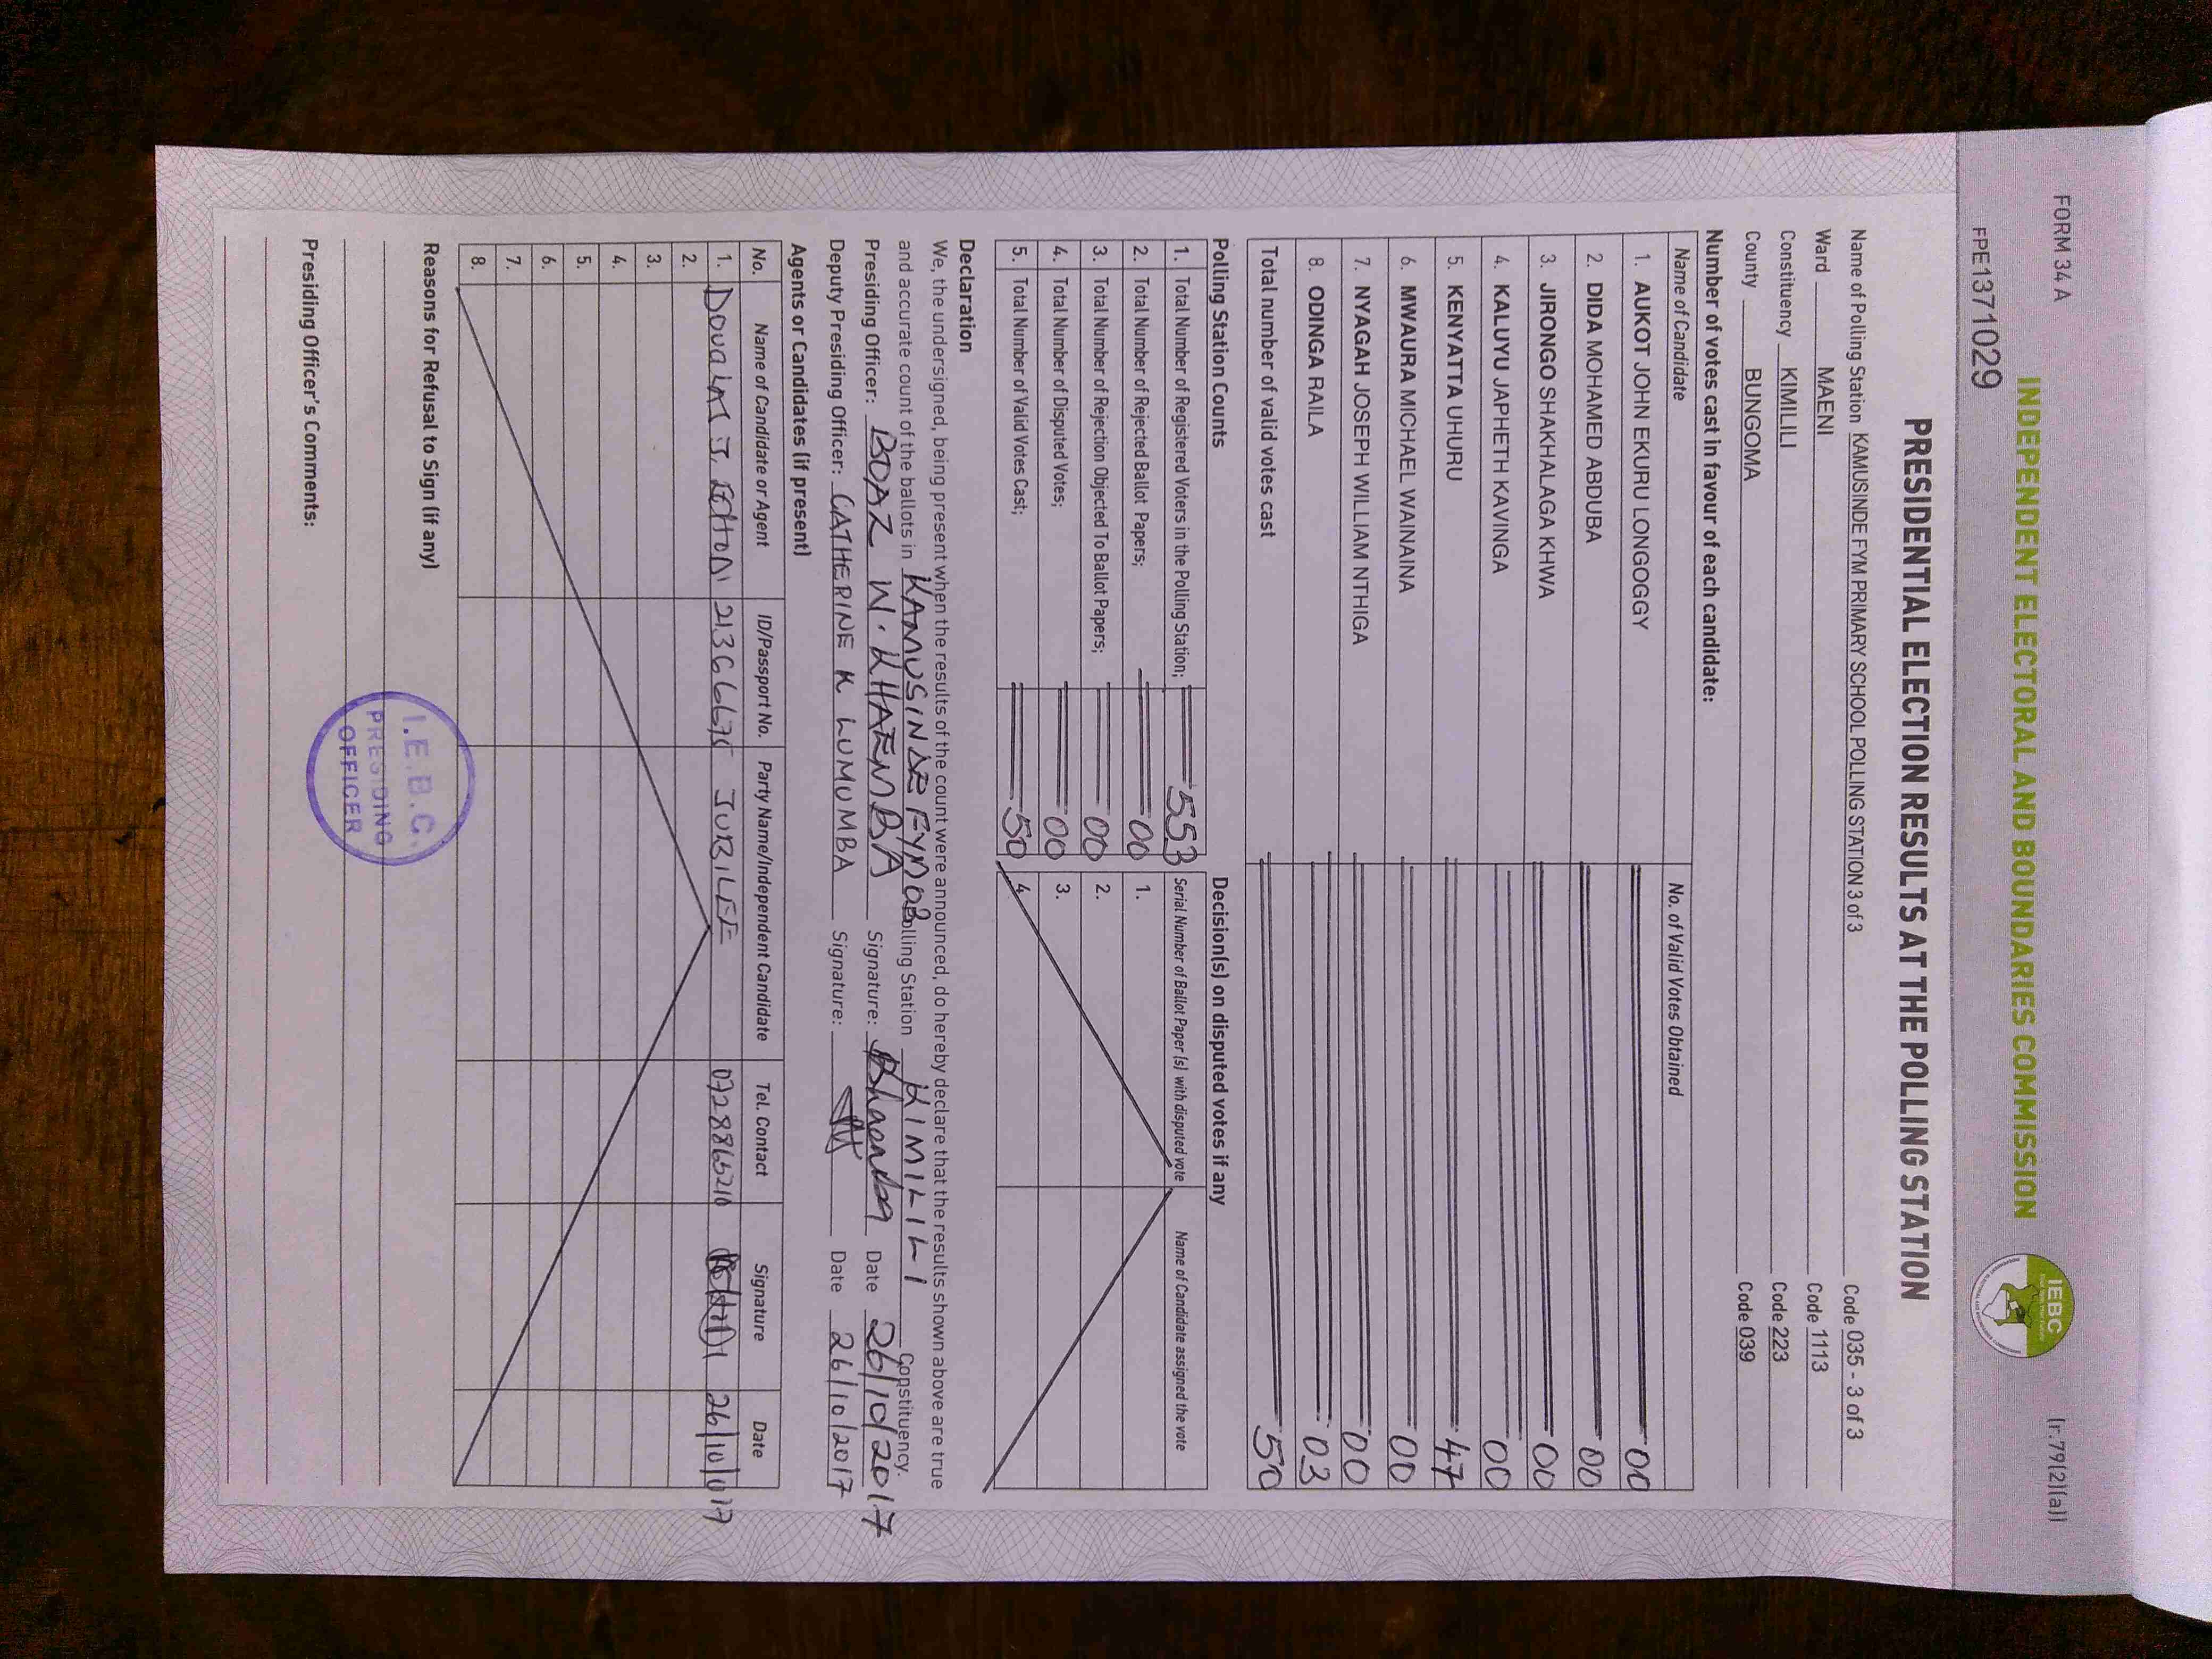 FORM 34 A
(r.79(2)(a))
INDEPENDENT ELECTORAL AND BOUNDARIES COMMISSION
IEBC
FPE1371029
PRESIDENTIAL ELECTION RESULTS AT THE POLLING STATION
Name of Polling Station KAMUSINDE FYM PRIMARY SCHOOL POLLING STATION 3 of 3 Code 035 - 3 of 3
Ward MAENI Code 1113
Constituency KIMILILI Code 223
County BUNGOMA Code 039
Number of votes cast in favour of each candidate:
Name of Candidate No. of Valid Votes Obtained
1. AUKOT JOHN EKURU LONGOGGY 00
2. DIDA MOHAMED ABDUBA 00
3. JIRONGO SHAKHALAGA KHWA 00
4. KALUYU JAPHETH KAVINGA 00
5. KENYATTA UHURU 47
6. MWAURA MICHAEL WAINAINA 00
7. NYAGAH JOSEPH WILLIAM NTHIGA 00
8. ODINGA RAILA 03
Total number of valid votes cast 50
Polling Station Counts
1. Total Number of Registered Voters in the Polling Station; 553
2. Total Number of Rejected Ballot Papers; 00
3. Total Number of Rejection Objected To Ballot Papers; 00
4. Total Number of Disputed Votes; 00
5. Total Number of Valid Votes Cast; 50
Decision(s) on disputed votes if any
Serial Number of Ballot Paper (s) with disputed vote Name of Candidate assigned the vote
1.
2.
3.
4.
Declaration
We, the undersigned, being present when the results of the count were announced, do hereby declare that the results shown above are true
and accurate count of the ballots in KAMUSINDE FYM Polling Station KIMILILI Constituency.
Presiding Officer: BOAZ W. KHAEMBA Signature: Date 26/10/2017
Deputy Presiding Officer: CATHERINE K LUMUMBA Signature: Date 26/10/2017
Agents or Candidates (if present)
No. Name of Candidate or Agent ID/Passport No. Party Name/Independent Candidate Tel. Contact Signature Date
1. J. JUBILEE
2.
3.
4.
5.
6.
7.
8.
Reasons for Refusal to Sign (if any)
Presiding Officer's Comments:
I.E.B.C.
PRESIDING
OFFICER